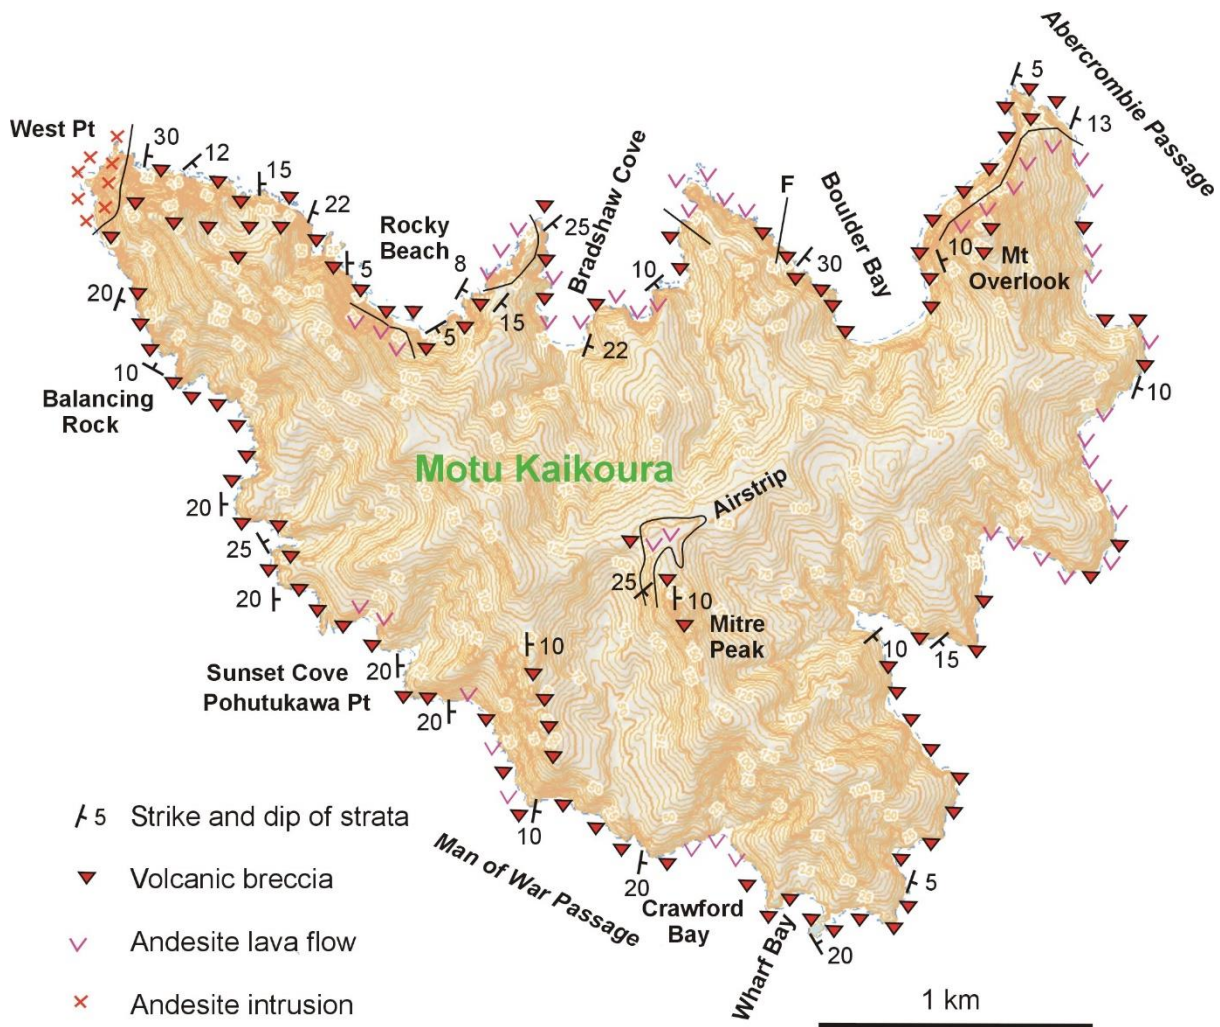 Abercrombie Passage
5
13
West Pt
30
12
15
22
Rocky
Beach
5
8
25
Bradshaw Cove
F
Boulder Bay
10
30
10
Mt
Overlook
20
5
15
22
10
Balancing
Rock
10
Motu Kaikoura
Airstrip
20
25
20
25
10
Mitre
Peak
10
15
10
20
Sunset Cove
Pohutukawa Pt
20
10
Man of War Passage
20
Crawford
Bay
Wharf Bay
5
20
5 Strike and dip of strata
Volcanic breccia
Andesite lava flow
Andesite intrusion
1 km